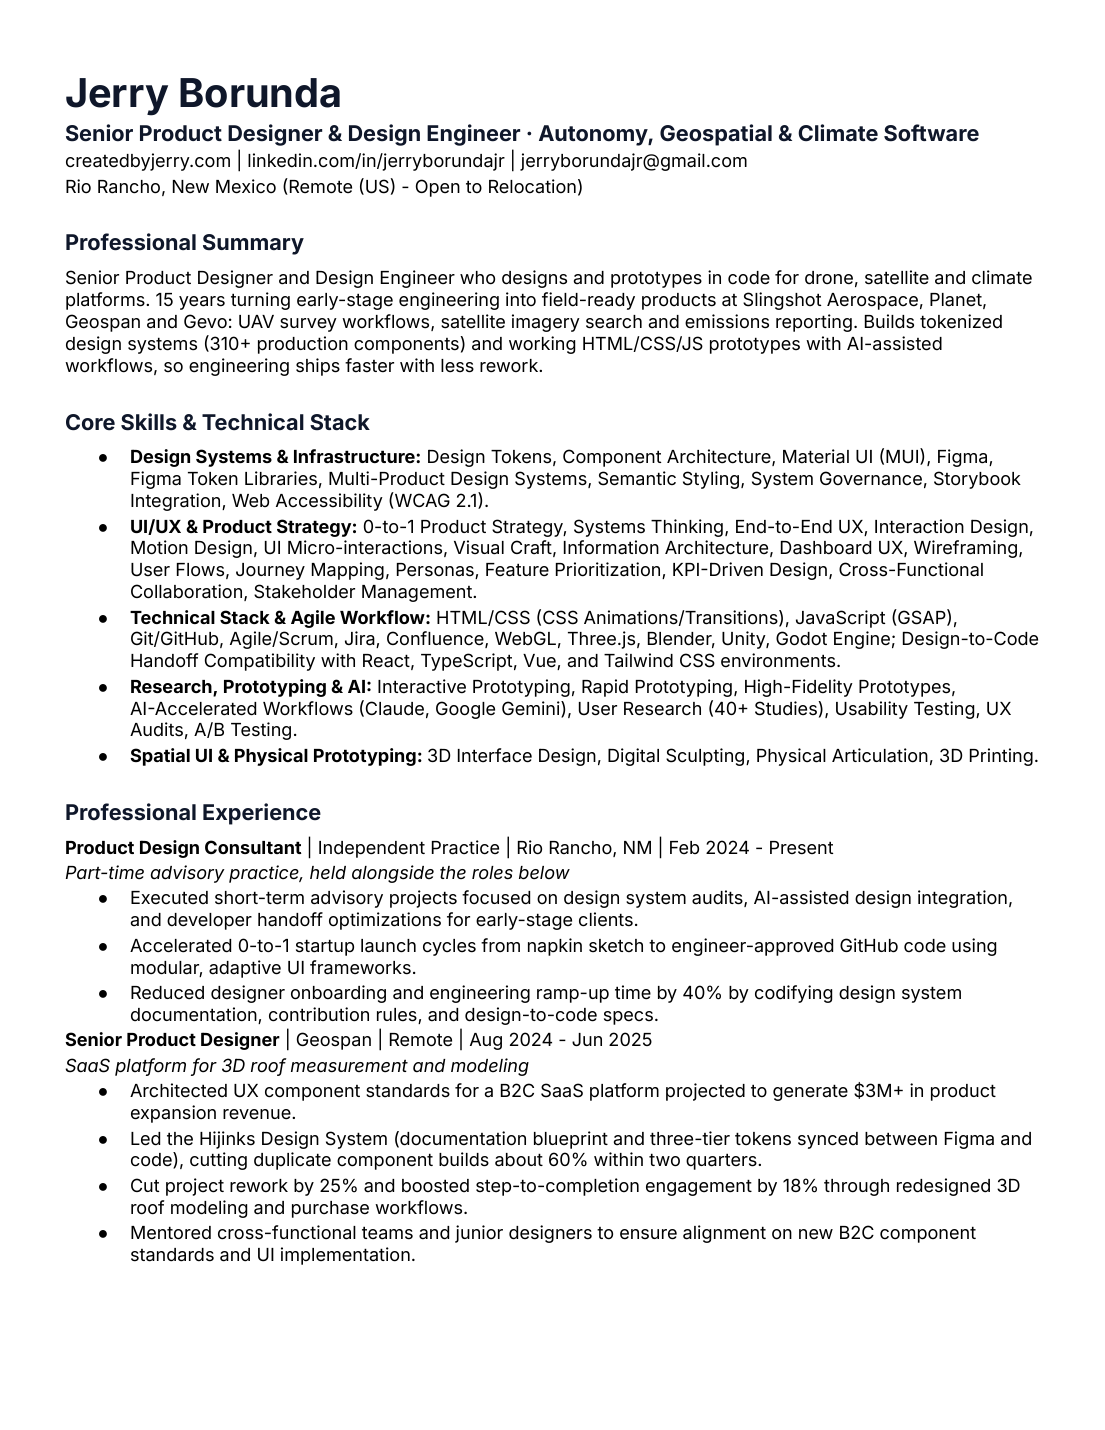 Jerry Borunda
Senior Product Designer & Design Engineer · Autonomy, Geospatial & Climate Software
createdbyjerry.com | linkedin.com/in/jerryborundajr | jerryborundajr@gmail.com
Rio Rancho, New Mexico (Remote (US) - Open to Relocation)
Professional Summary
Senior Product Designer and Design Engineer who designs and prototypes in code for drone, satellite and climate
platforms. 15 years turning early-stage engineering into field-ready products at Slingshot Aerospace, Planet,
Geospan and Gevo: UAV survey workflows, satellite imagery search and emissions reporting. Builds tokenized
design systems (310+ production components) and working HTML/CSS/JS prototypes with AI-assisted
workflows, so engineering ships faster with less rework.
Core Skills & Technical Stack
● Design Systems & Infrastructure: Design Tokens, Component Architecture, Material UI (MUI), Figma,
Figma Token Libraries, Multi-Product Design Systems, Semantic Styling, System Governance, Storybook
Integration, Web Accessibility (WCAG 2.1).
● UI/UX & Product Strategy: 0-to-1 Product Strategy, Systems Thinking, End-to-End UX, Interaction Design,
Motion Design, UI Micro-interactions, Visual Craft, Information Architecture, Dashboard UX, Wireframing,
User Flows, Journey Mapping, Personas, Feature Prioritization, KPI-Driven Design, Cross-Functional
Collaboration, Stakeholder Management.
● Technical Stack & Agile Workflow: HTML/CSS (CSS Animations/Transitions), JavaScript (GSAP),
Git/GitHub, Agile/Scrum, Jira, Confluence, WebGL, Three.js, Blender, Unity, Godot Engine; Design-to-Code
Handoff Compatibility with React, TypeScript, Vue, and Tailwind CSS environments.
● Research, Prototyping & AI: Interactive Prototyping, Rapid Prototyping, High-Fidelity Prototypes,
AI-Accelerated Workflows (Claude, Google Gemini), User Research (40+ Studies), Usability Testing, UX
Audits, A/B Testing.
● Spatial UI & Physical Prototyping: 3D Interface Design, Digital Sculpting, Physical Articulation, 3D Printing.
Professional Experience
Product Design Consultant | Independent Practice | Rio Rancho, NM | Feb 2024 - Present
Part-time advisory practice, held alongside the roles below
● Executed short-term advisory projects focused on design system audits, AI-assisted design integration,
and developer handoff optimizations for early-stage clients.
● Accelerated 0-to-1 startup launch cycles from napkin sketch to engineer-approved GitHub code using
modular, adaptive UI frameworks.
● Reduced designer onboarding and engineering ramp-up time by 40% by codifying design system
documentation, contribution rules, and design-to-code specs.
Senior Product Designer | Geospan | Remote | Aug 2024 - Jun 2025
SaaS platform for 3D roof measurement and modeling
● Architected UX component standards for a B2C SaaS platform projected to generate $3M+ in product
expansion revenue.
● Led the Hijinks Design System (documentation blueprint and three-tier tokens synced between Figma and
code), cutting duplicate component builds about 60% within two quarters.
● Cut project rework by 25% and boosted step-to-completion engagement by 18% through redesigned 3D
roof modeling and purchase workflows.
● Mentored cross-functional teams and junior designers to ensure alignment on new B2C component
standards and UI implementation.